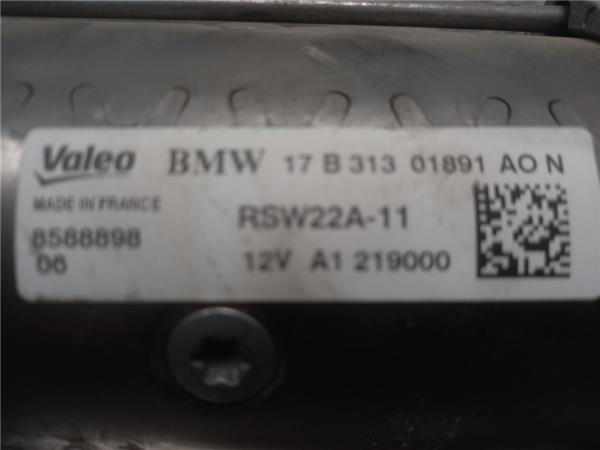 Valeo BMW 17 B 313 01891 AO N
MADE IN FRANCE
RSW22A-11
8588898
06
12V A1 219000